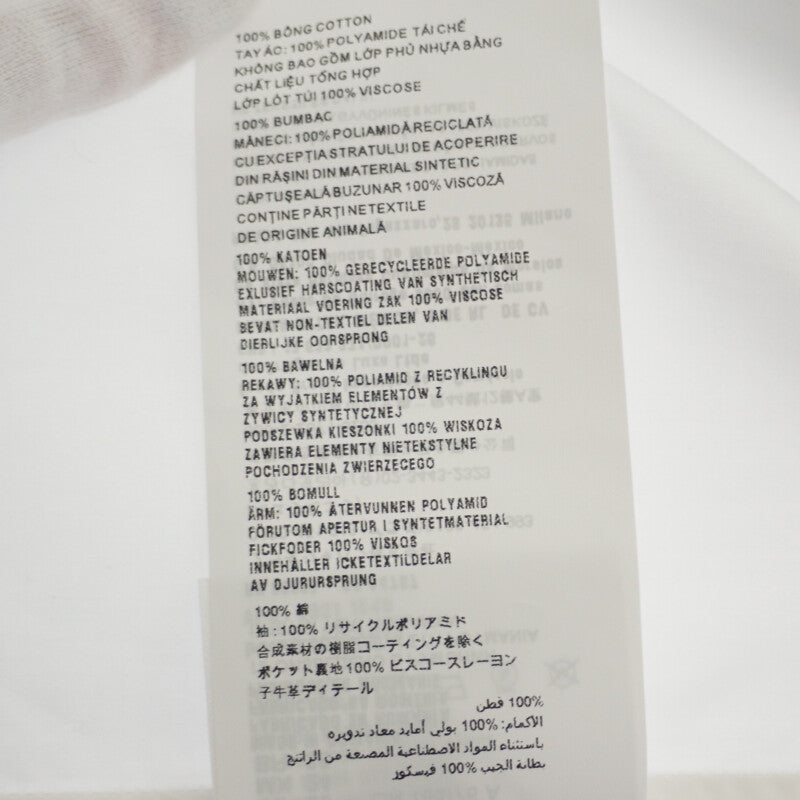 100% BÔNG COTTON
TAY ÁO: 100% POLYAMIDE TÁI CHẾ
KHÔNG BAO GỒM LỚP PHỦ NHỰA BẰNG
CHẤT LIỆU TỔNG HỢP
LỚP LÓT TÚI 100% VISCOSE
100% BUMBAC
MÂNECI: 100% POLIAMIDĂ RECICLATĂ
CU EXCEPȚIA STRATULUI DE ACOPERIRE
DIN RĂȘINI DIN MATERIAL SINTETIC
CĂPTUȘEALĂ BUZUNAR 100% VISCOZĂ
CONȚINE PĂRȚI NETEXTILE
DE ORIGINE ANIMALĂ
100% KATOEN
MOUWEN: 100% GERECYCLEERDE POLYAMIDE
EXLUSIEF HARSCOATING VAN SYNTHETISCH
MATERIAAL VOERING ZAK 100% VISCOSE
BEVAT NON-TEXTIEL DELEN VAN
DIERLIJKE OORSPRONG
100% BAWELNA
REKAWY: 100% POLIAMID Z RECYKLINGU
ZA WYJATKIEM ELEMENTÓW Z
ZYWICY SYNTETYCZNEJ
PODSZEWKA KIESZONKI 100% WISKOZA
ZAWIERA ELEMENTY NIETEKSTYLNE
POCHODZENIA ZWIERZECEGO
100% BOMULL
ÄRM: 100% ÅTERVUNNEN POLYAMID
FÖRUTOM APERTUR I SYNTETMATERIAL
FICKFODER 100% VISKOS
INNEHÅLLER ICKETEXTILDELAR
AV DJURURSPRUNG
100% 綿
袖:100% リサイクルポリアミド
合成素材の樹脂コーティングを除く
ポケット裏地100% ビスコースレーヨン
子牛革ディテール
100% قطن
الأكمام: 100% بولي أمايد معاد تدويره
باستثناء المواد الاصطناعية المصنعة من الراتنج
بطانة الجيب 100% فيسكوز